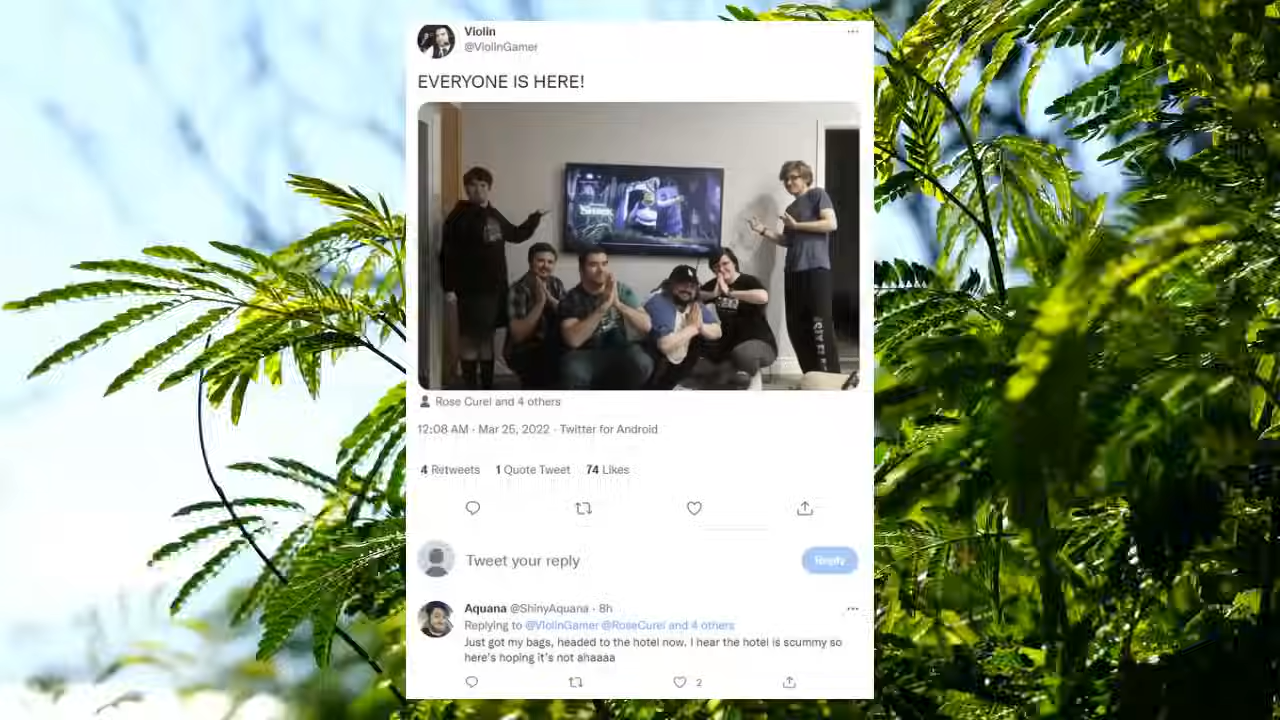 Violin
@ViolinGamer
EVERYONE IS HERE!
SHREK
Rose Curel and 4 others
12:08 AM · Mar 25, 2022 · Twitter for Android
4 Retweets 1 Quote Tweet 74 Likes
Tweet your reply
Reply
Aquana @ShinyAquana · 8h
Replying to @ViolinGamer @RoseCurel and 4 others
Just got my bags, headed to the hotel now. I hear the hotel is scummy so
here's hoping it's not ahaaaa
2